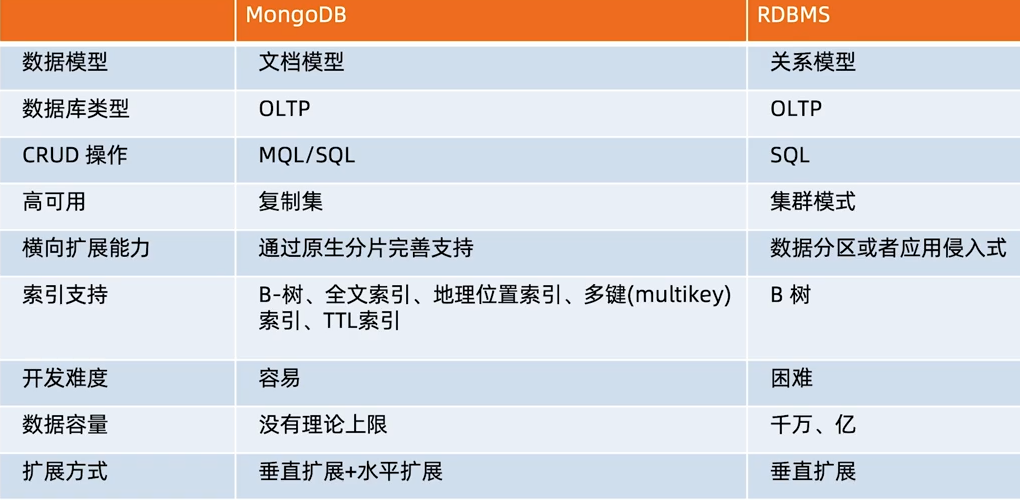 MongoDB RDBMS
数据模型 文档模型 关系模型
数据库类型 OLTP OLTP
CRUD 操作 MQL/SQL SQL
高可用 复制集 集群模式
横向扩展能力 通过原生分片完善支持 数据分区或者应用侵入式
索引支持 B-树、全文索引、地理位置索引、多键(multikey) B 树
索引、TTL索引
开发难度 容易 困难
数据容量 没有理论上限 千万、亿
扩展方式 垂直扩展+水平扩展 垂直扩展